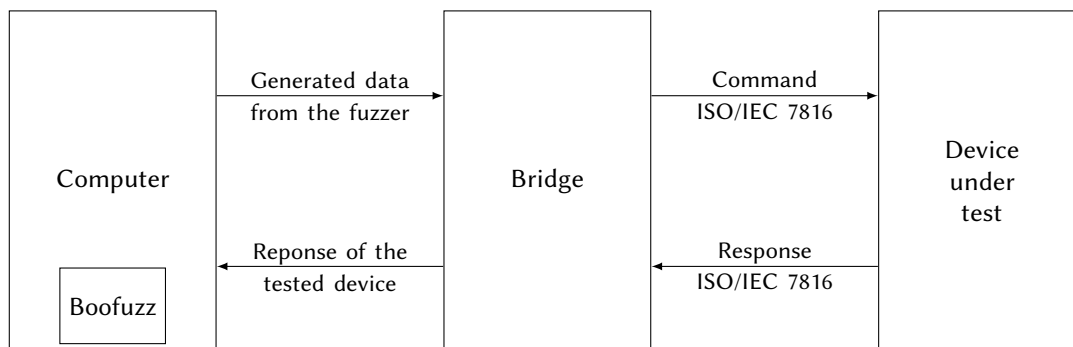 Generated data
from the fuzzer
Command
ISO/IEC 7816
Computer
Bridge
Device
under
test
Reponse of the
tested device
Response
ISO/IEC 7816
Boofuzz